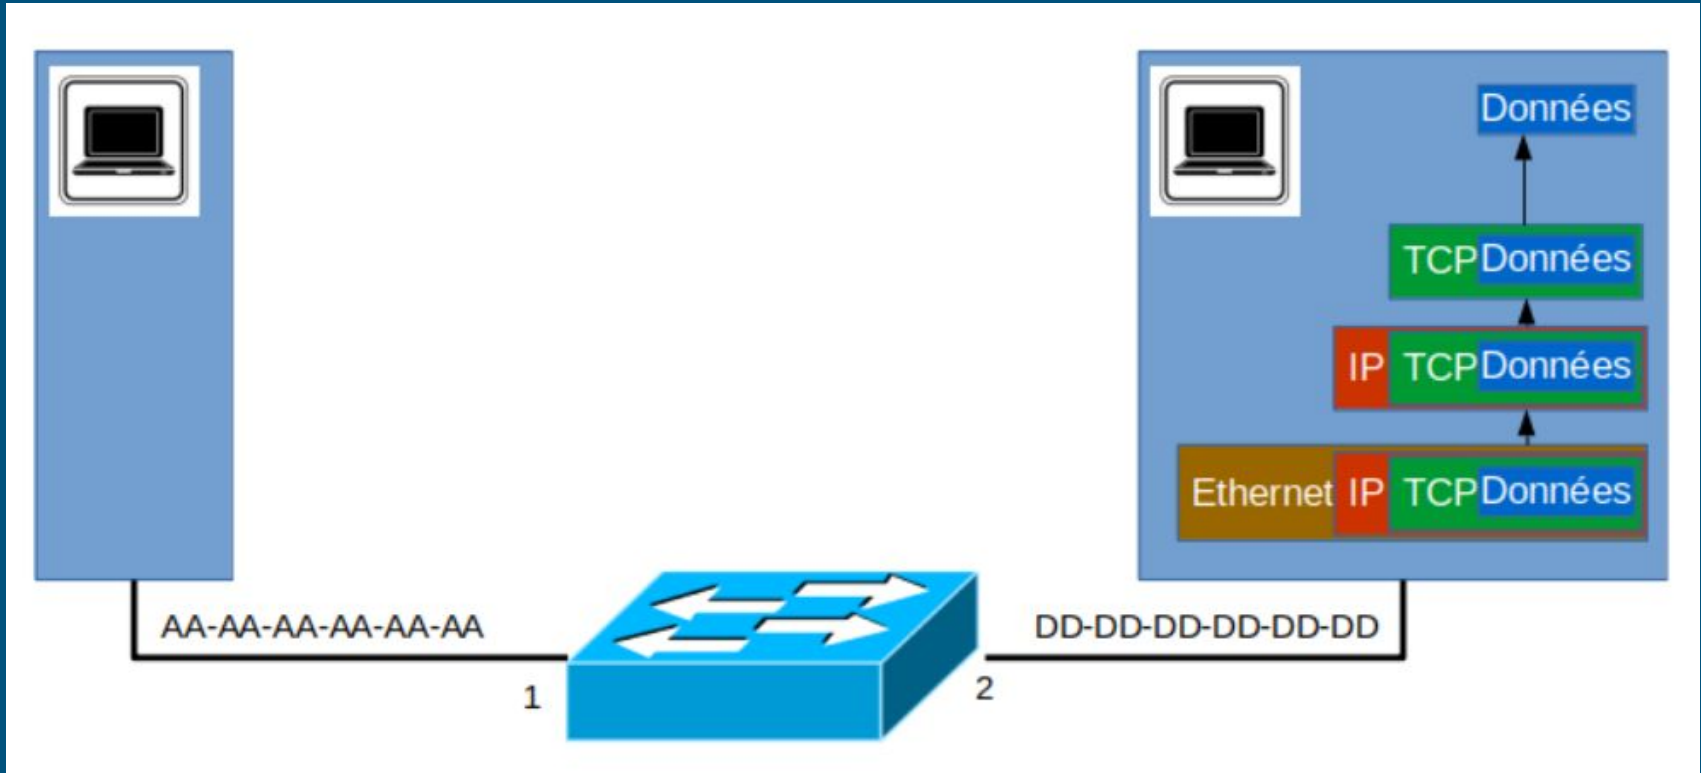 Données
TCP Données
IP TCP Données
Ethernet IP TCP Données
AA-AA-AA-AA-AA-AA
DD-DD-DD-DD-DD-DD
1
2